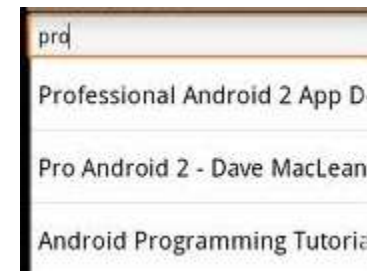 pro
Professional Android 2 App D
Pro Android 2 - Dave MacLean
Android Programming Tutoria